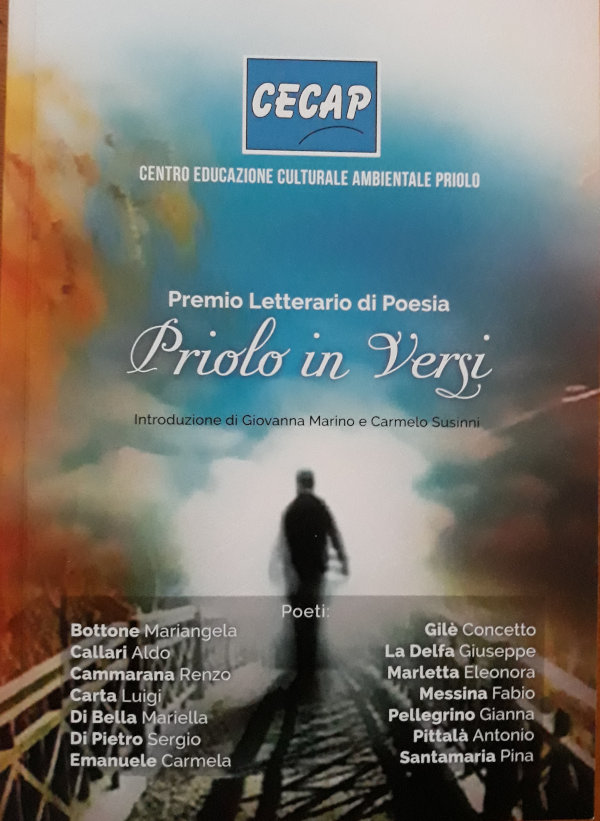 CECAP
CENTRO EDUCAZIONE CULTURALE AMBIENTALE PRIOLO
Premio Letterario di Poesia
Priolo in Versi
Introduzione di Giovanna Marino e Carmelo Susinni
Poeti:
Bottone Mariangela
Callari Aldo
Cammarana Renzo
Carta Luigi
Di Bella Mariella
Di Pietro Sergio
Emanuele Carmela
Gilè Concetto
La Delfa Giuseppe
Marletta Eleonora
Messina Fabio
Pellegrino Gianna
Pittalà Antonio
Santamaria Pina